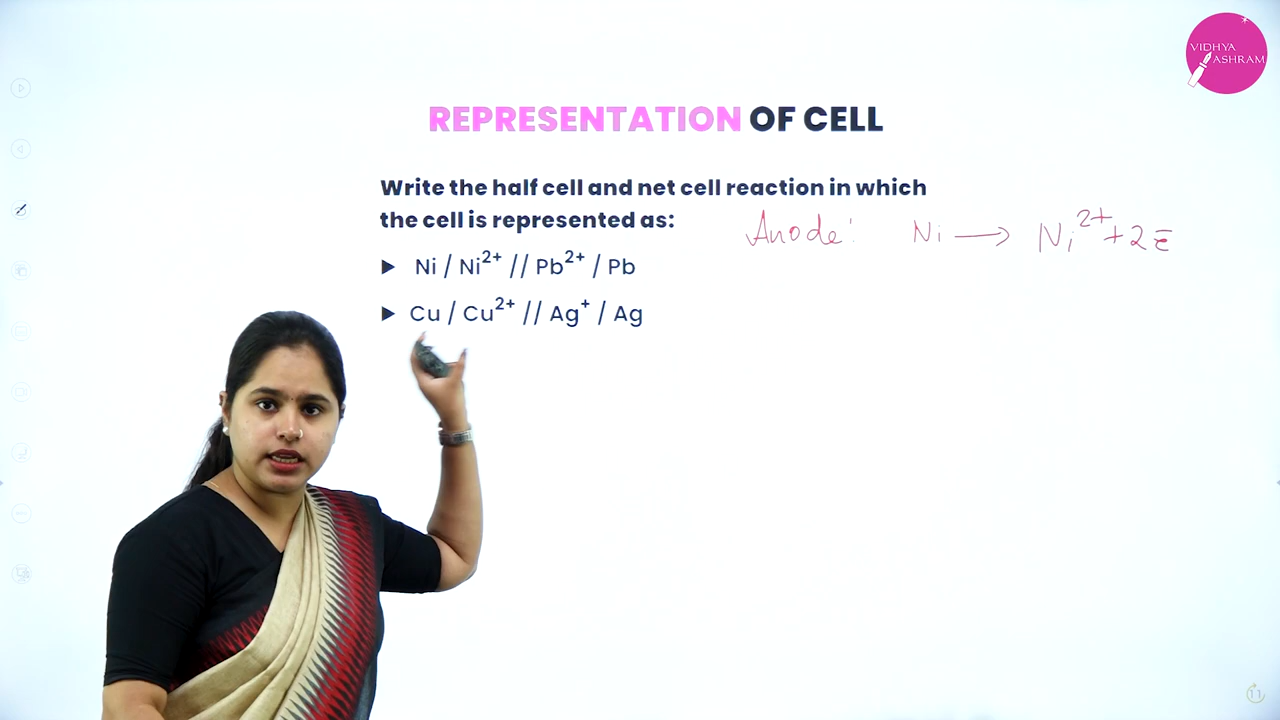 VIDHYA
ASHRAM
REPRESENTATION OF CELL
Write the half cell and net cell reaction in which
the cell is represented as:
Anode: Ni → Ni²⁺ + 2e̅
▶ Ni / Ni²⁺ // Pb²⁺ / Pb
▶ Cu / Cu²⁺ // Ag⁺ / Ag
11